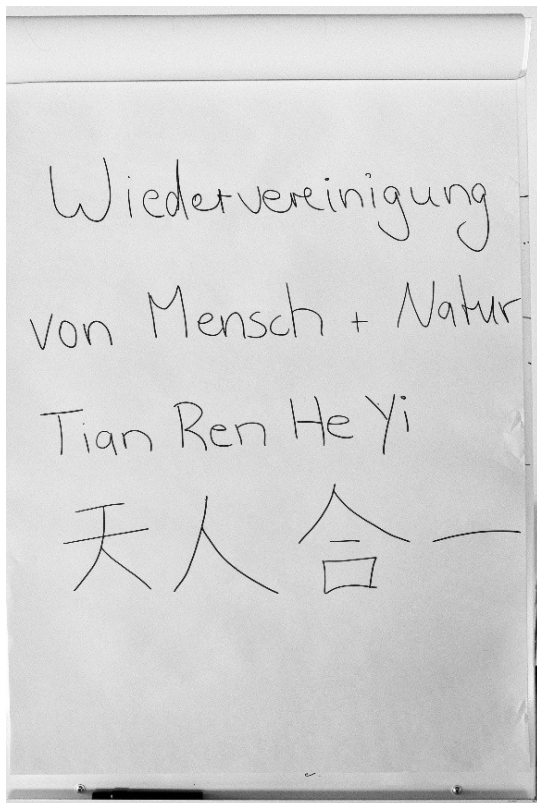 Wiedervereinigung
von Mensch + Natur
Tian Ren He Yi
天人合一